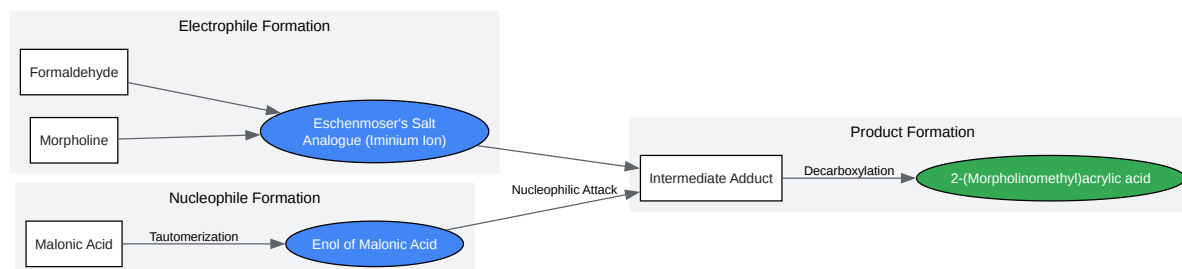 Electrophile Formation
Formaldehyde
Morpholine
Eschenmoser's Salt
Analogue (Iminium Ion)
Nucleophile Formation
Malonic Acid
Tautomerization
Enol of Malonic Acid
Nucleophilic Attack
Product Formation
Intermediate Adduct
Decarboxylation
2-(Morpholinomethyl)acrylic acid